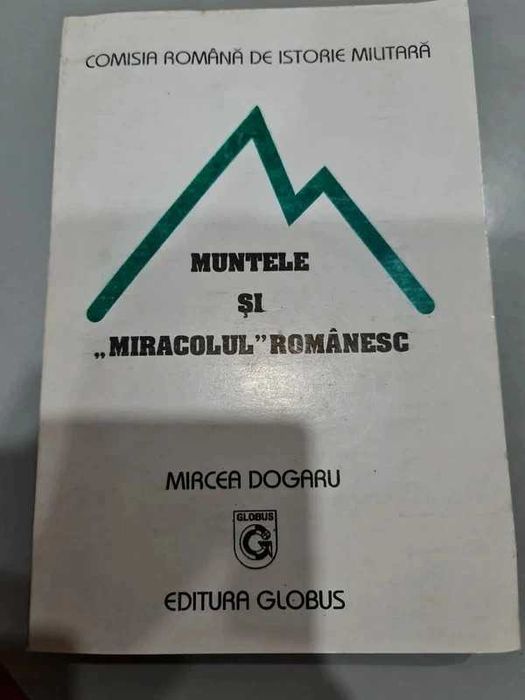 COMISIA ROMÂNĂ DE ISTORIE MILITARĂ
MUNTELE
ŞI
„MIRACOLUL” ROMÂNESC
MIRCEA DOGARU
GLOBUS
EDITURA GLOBUS